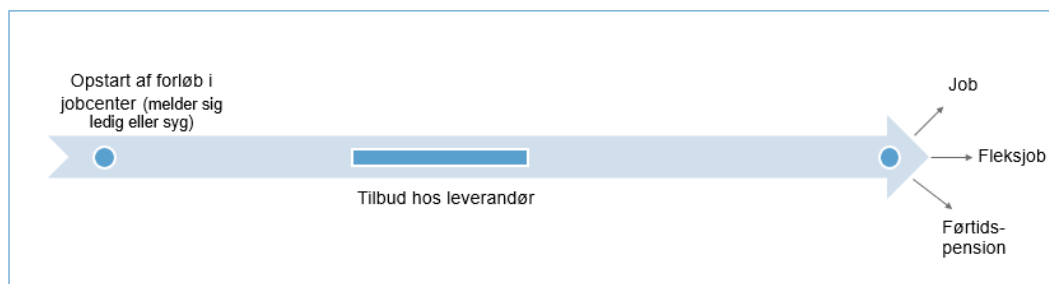 Opstart af forløb i
jobcenter (melder sig
ledig eller syg)
Tilbud hos leverandør
Job
Fleksjob
Førtids-
pension